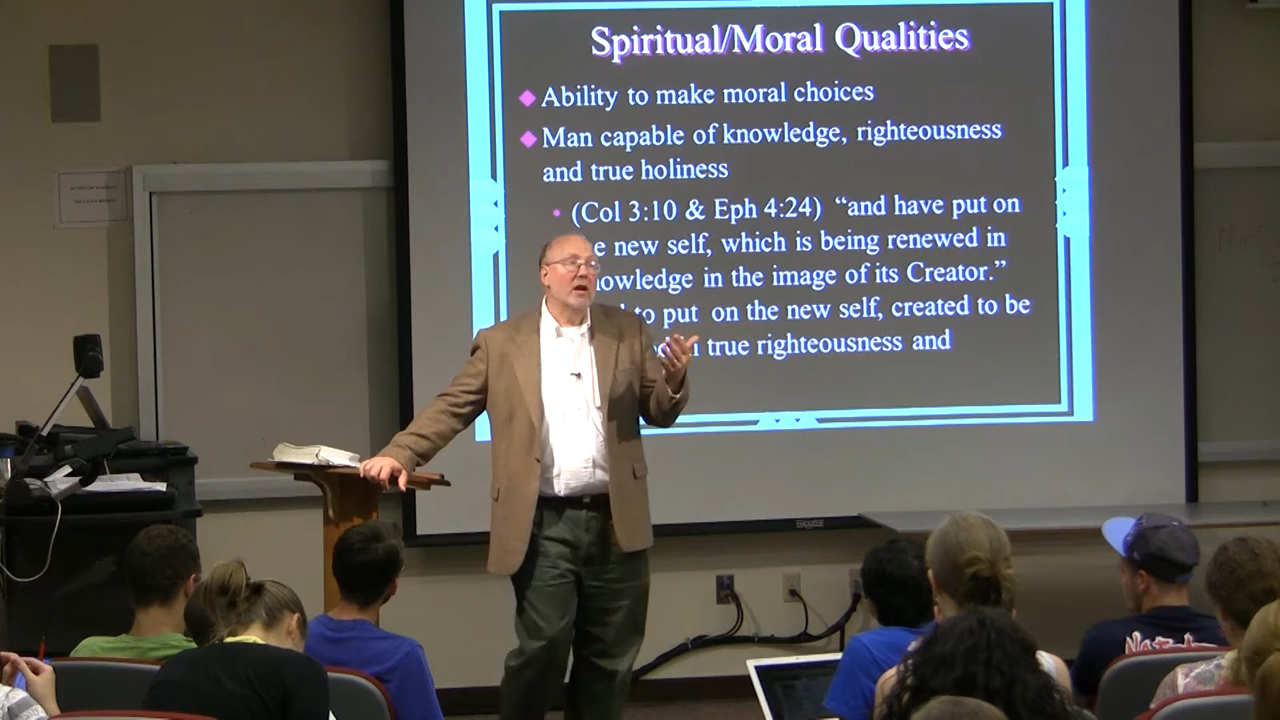 Spiritual/Moral Qualities
Ability to make moral choices
Man capable of knowledge, righteousness
and true holiness
(Col 3:10 & Eph 4:24) “and have put on
new self, which is being renewed in
in the image of its Creator.”
to put on the new self, created to be
true righteousness and